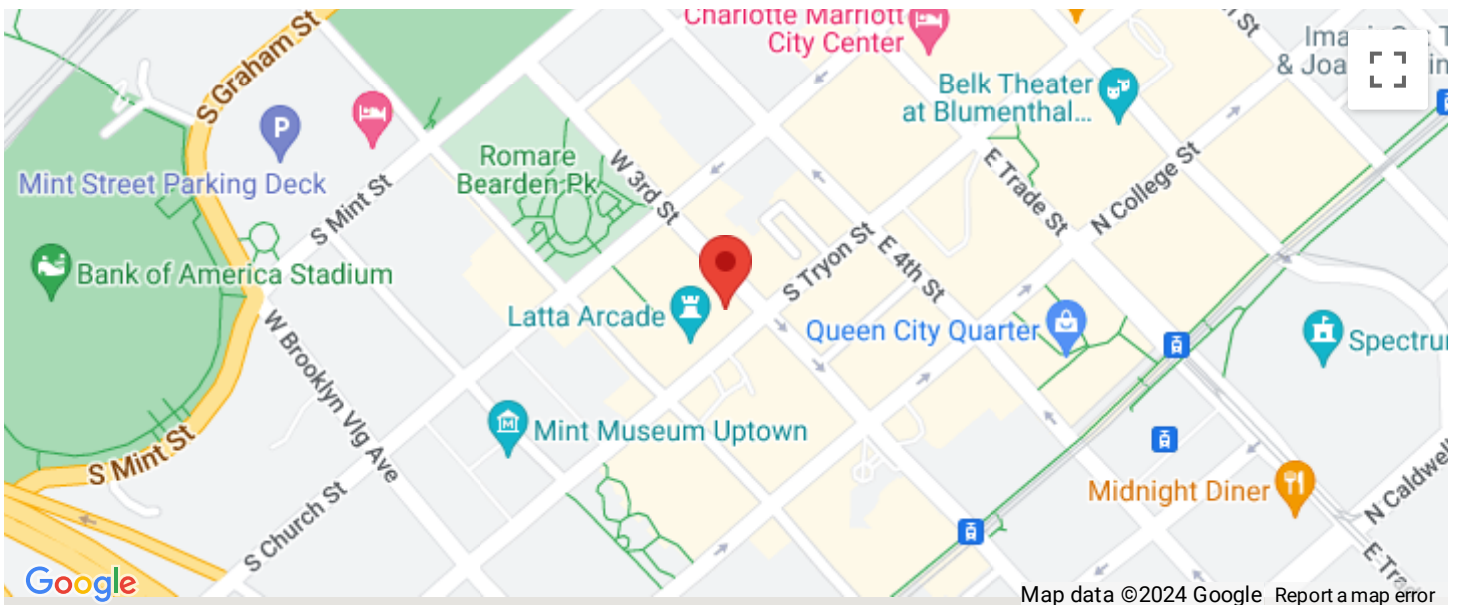 Charlotte Marriott
City Center
S Graham St
Belk Theater
at Blumenthal...
Mint Street Parking Deck
P
S Mint St
Romare
Bearden Pk
W 3rd St
E Trade St
N College St
Bank of America Stadium
S Tryon St
E 4th St
Latta Arcade
Queen City Quarter
W Brooklyn Vlg Ave
Mint Museum Uptown
M
S Mint St
S Church St
Midnight Diner
Google
Map data ©2024 Google Report a map error